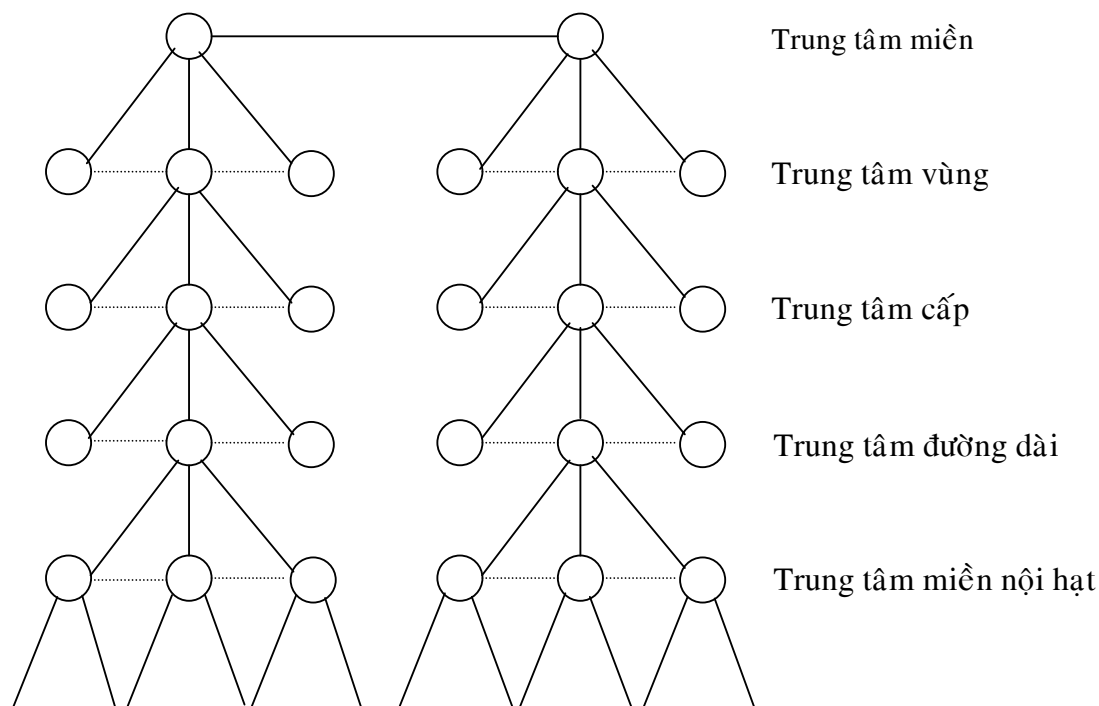 Trung tâm miền
Trung tâm vùng
Trung tâm cấp
Trung tâm đường dài
Trung tâm miền nội hạt